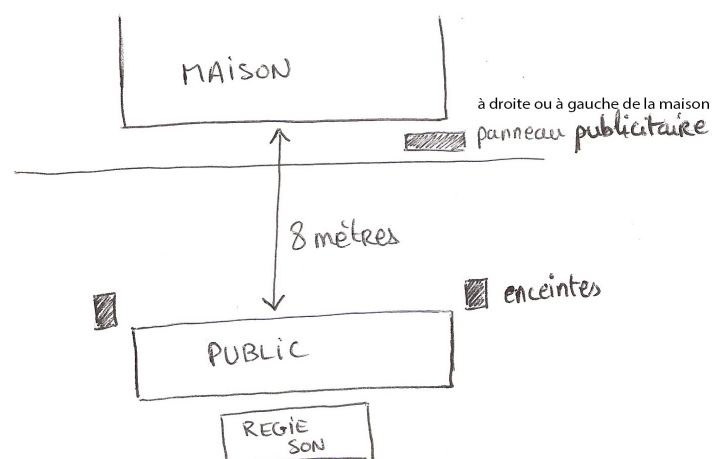 MAISON
à droite ou à gauche de la maison
panneau publicitaire
8 mètres
enceintes
PUBLIC
REGIE
SON